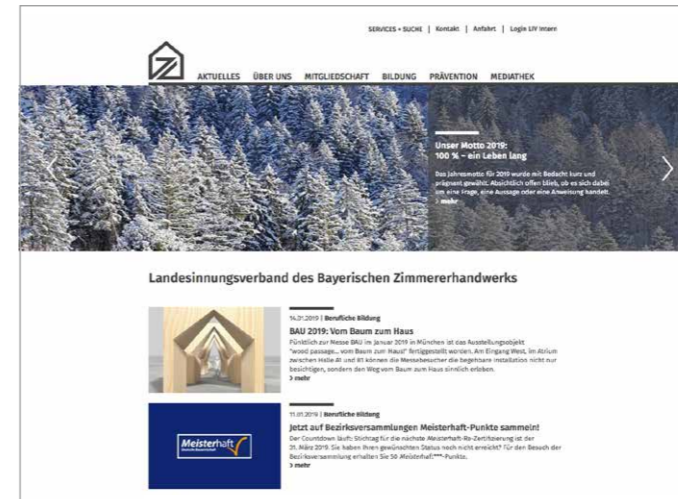 SERVICES + SUCHE | Kontakt | Anfahrt | Login LIV Intern
AKTUELLES ÜBER UNS MITGLIEDSCHAFT BILDUNG PRÄVENTION MEDIATHEK
Unser Motto 2019:
100 % – ein Leben lang
Das Jahresmotto für 2019 wurde mit Bedacht kurz und
prägnant gewählt. Absichtlich offen blieb, ob es sich dabei
um eine Frage, eine Aussage oder eine Anweisung handelt.
> mehr
Landesinnungsverband des Bayerischen Zimmererhandwerks
14.01.2019 | Berufliche Bildung
BAU 2019: Vom Baum zum Haus
Pünktlich zur Messe BAU im Januar 2019 in München ist das Ausstellungsobjekt
"wood passage... vom Baum zum Haus" fertiggestellt worden. Am Eingang West, im Atrium
zwischen Halle A1 und B1 können die Messebesucher die begehbare Installation nicht nur
besichtigen, sondern den Weg vom Baum zum Haus sinnlich erleben.
> mehr
Meisterhaft
11.01.2019 | Berufliche Bildung
Jetzt auf Bezirksversammlungen Meisterhaft-Punkte sammeln!
Der Countdown läuft: Stichtag für die nächste Meisterhaft-Re-Zertifizierung ist der
31. März 2019. Sie haben Ihren gewünschten Status noch nicht erreicht? Für den Besuch der
Bezirksversammlung erhalten Sie 50 Meisterhaft***-Punkte.
> mehr